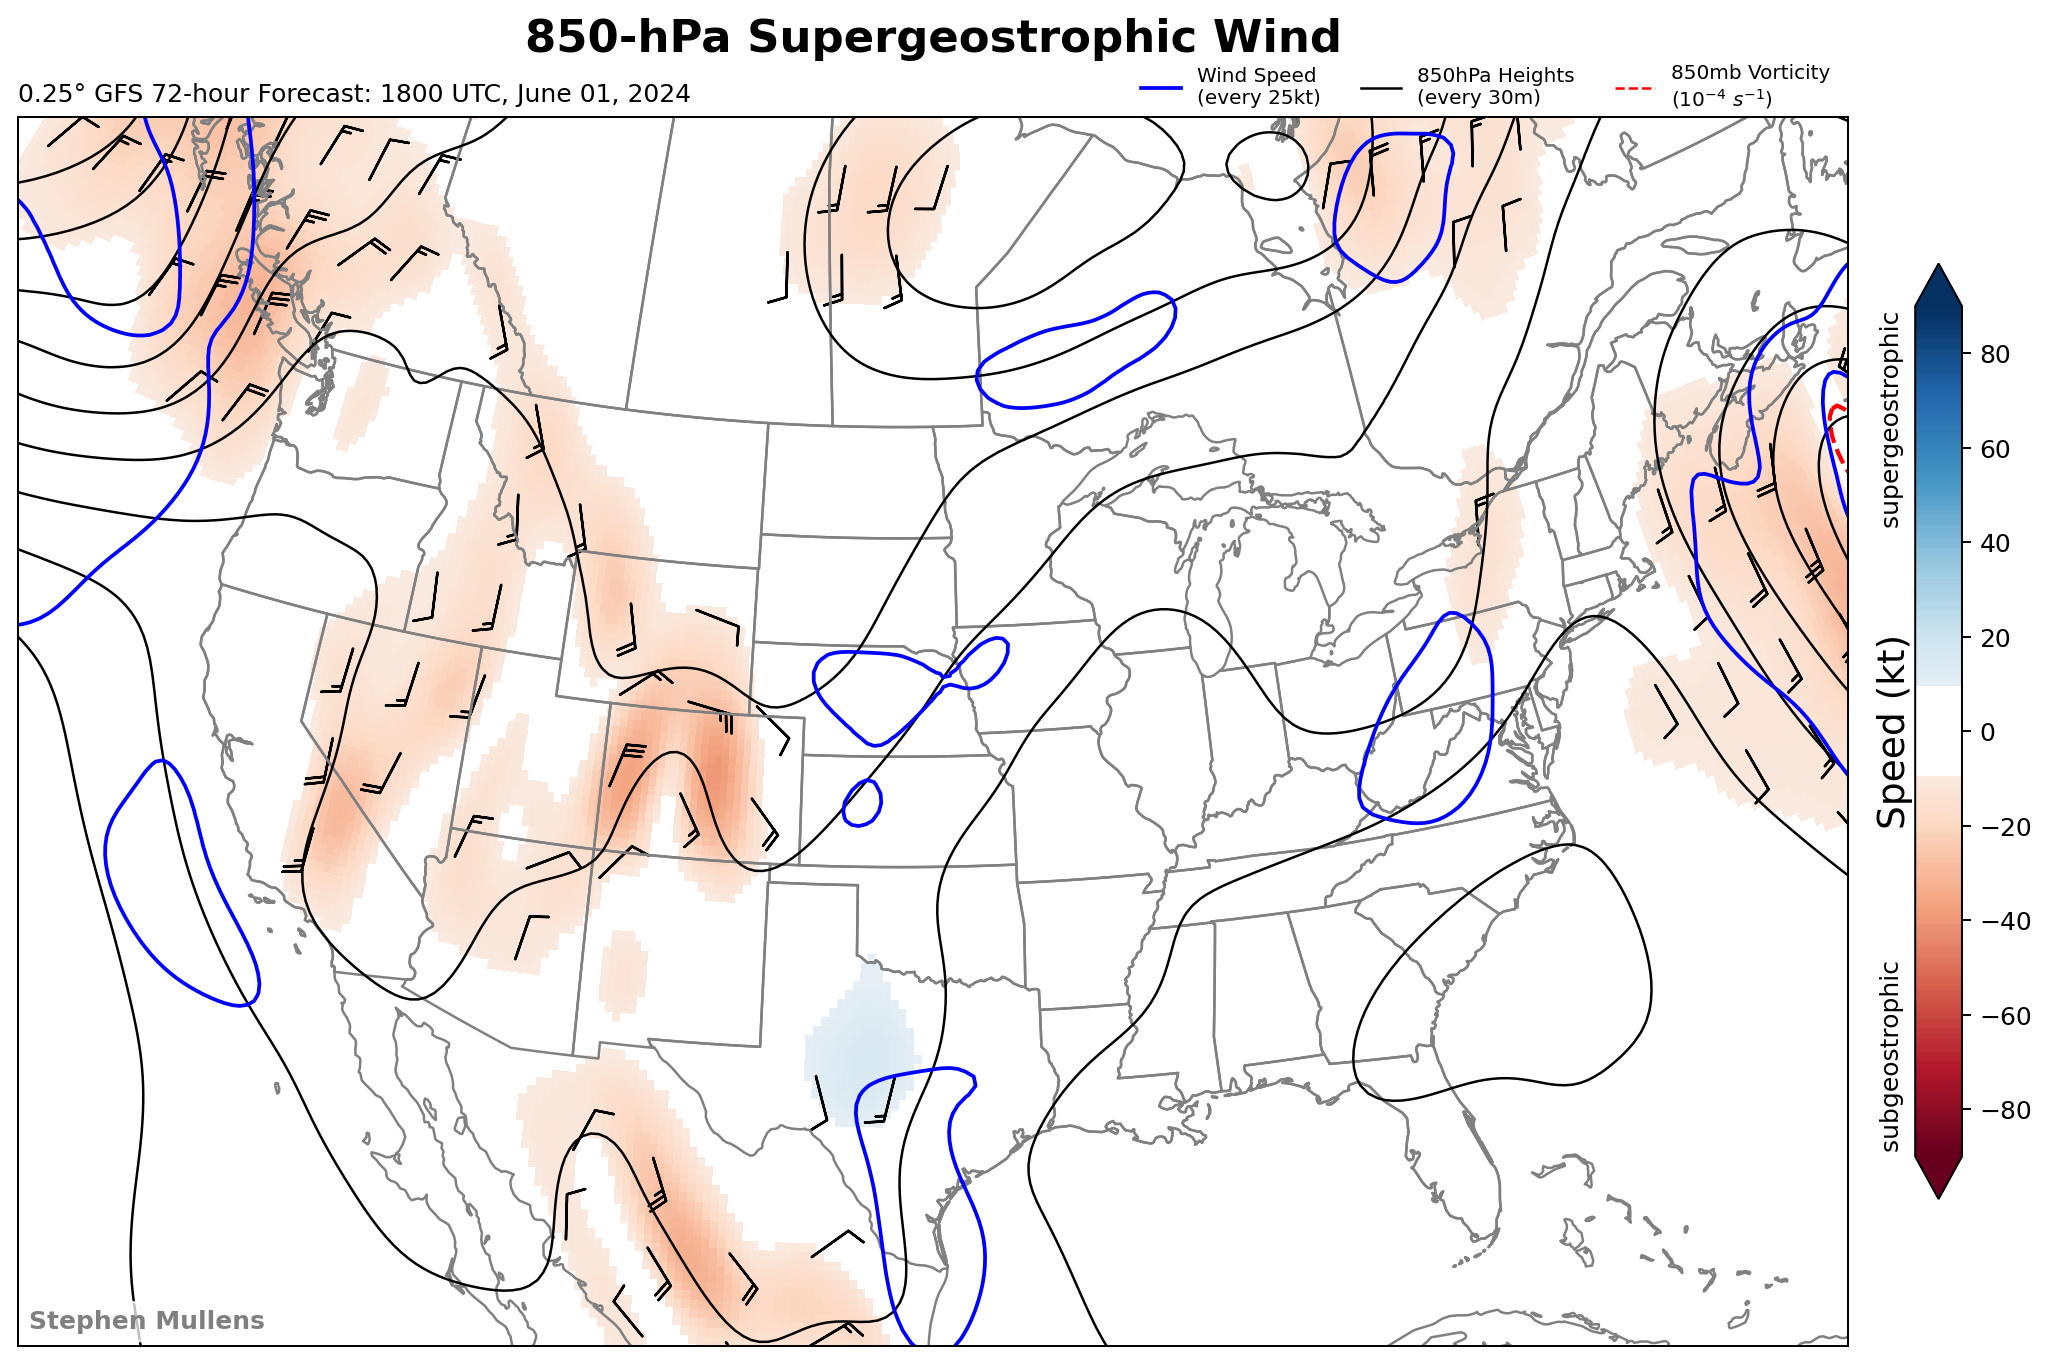 850-hPa Supergeostrophic Wind
0.25° GFS 72-hour Forecast: 1800 UTC, June 01, 2024
Wind Speed
(every 25kt)
850hPa Heights
(every 30m)
850mb Vorticity
(10⁻⁴ s⁻¹)
supergeostrophic
Speed (kt)
subgeostrophic
80
60
40
20
0
−20
−40
−60
−80
Stephen Mullens